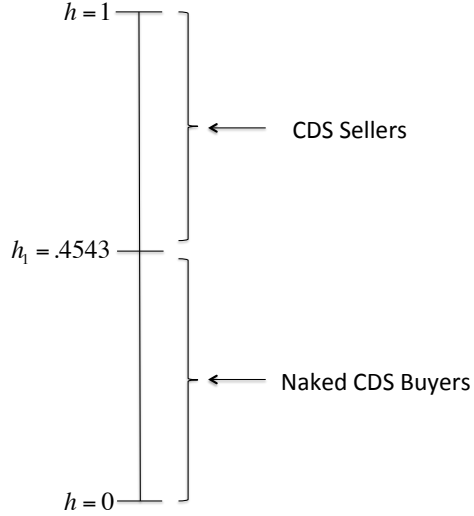 h = 1
CDS Sellers
h₁ = .4543
Naked CDS Buyers
h = 0